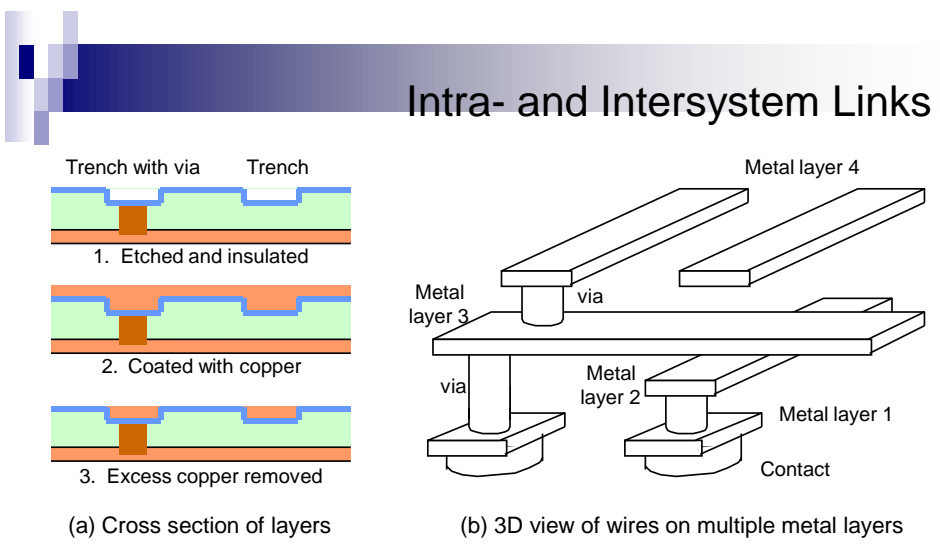 Intra- and Intersystem Links
Trench with via
Trench
1. Etched and insulated
2. Coated with copper
3. Excess copper removed
(a) Cross section of layers
Metal layer 4
via
Metal
layer 3
via
Metal
layer 2
Metal layer 1
Contact
(b) 3D view of wires on multiple metal layers